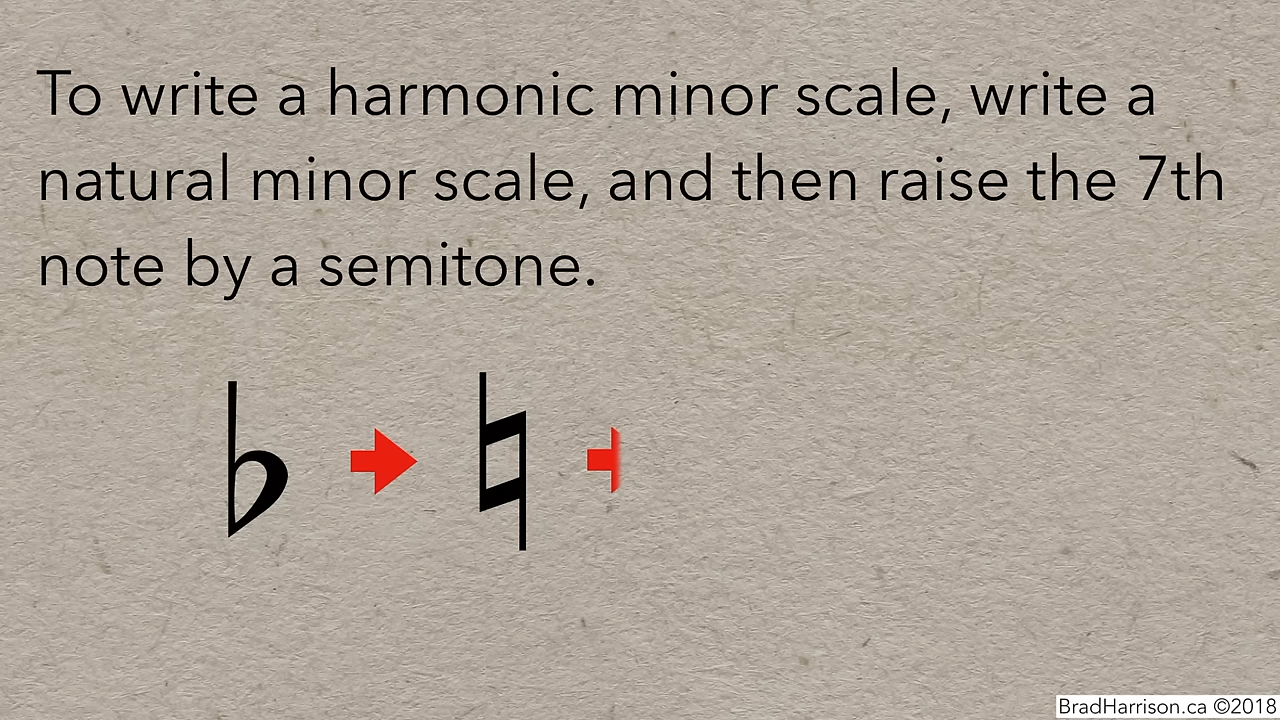 To write a harmonic minor scale, write a
natural minor scale, and then raise the 7th
note by a semitone.
♭ ♮
BradHarrison.ca ©2018